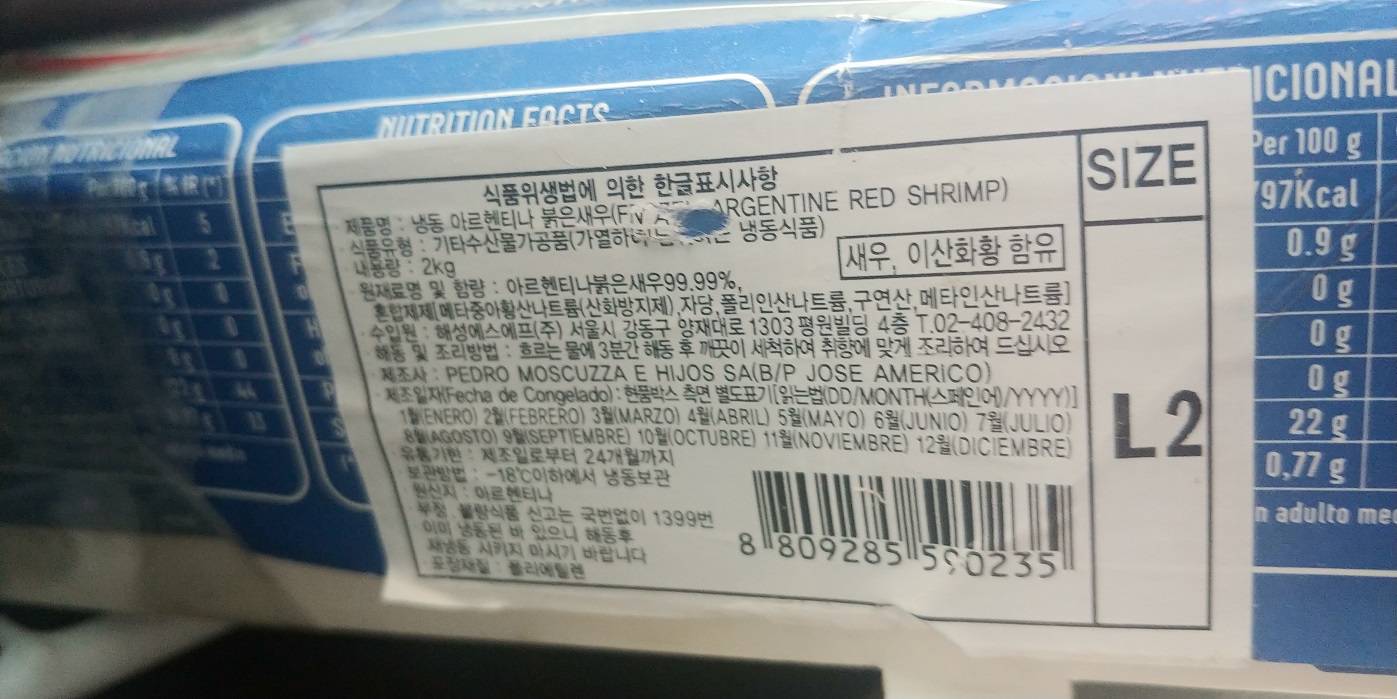 NUTRITION FACTS
ICIONAL
Per 100 g
97Kcal
0.9 g
0 g
0 g
0 g
22 g
0,77 g
n adulto me
식품위생법에 의한 한글표시사항
제품명 : 냉동 아르헨티나 붉은새우( ARGENTINE RED SHRIMP)
식품유형 : 기타수산물가공품( 냉동식품)
내용량 : 2kg
새우, 이산화황 함유
원재료명 및 함량 : 아르헨티나붉은새우99.99%,
혼합제제[메타중아황산나트륨(산화방지제),자당,폴리인산나트륨,구연산,메타인산나트륨]
수입원 : 해성에스에프(주) 서울시 강동구 양재대로 1303 평원빌딩 4층 T.02-408-2432
해동 및 조리방법 : 흐르는 물에 3분간 해동 후 깨끗이 세척하여 취향에 맞게 조리하여 드십시오
제조사 : PEDRO MOSCUZZA E HIJOS SA(B/P JOSE AMERICO)
제조일자(Fecha de Congelado) : 현품박스 측면 별도표기[읽는법(DD/MONTH(스페인어)/YYYY)]
1월(ENERO) 2월(FEBRERO) 3월(MARZO) 4월(ABRIL) 5월(MAYO) 6월(JUNIO) 7월(JULIO)
8월(AGOSTO) 9월(SEPTIEMBRE) 10월(OCTUBRE) 11월(NOVIEMBRE) 12월(DICIEMBRE)
유통기한 : 제조일로부터 24개월까지
보관방법 : -18℃이하에서 냉동보관
원산지 : 아르헨티나
부정, 불량식품 신고는 국번없이 1399번
이미 냉동된 바 있으니 해동후
재냉동 시키지 마시기 바랍니다
포장재질 : 폴리에틸렌
8 809285 590235
SIZE
L2